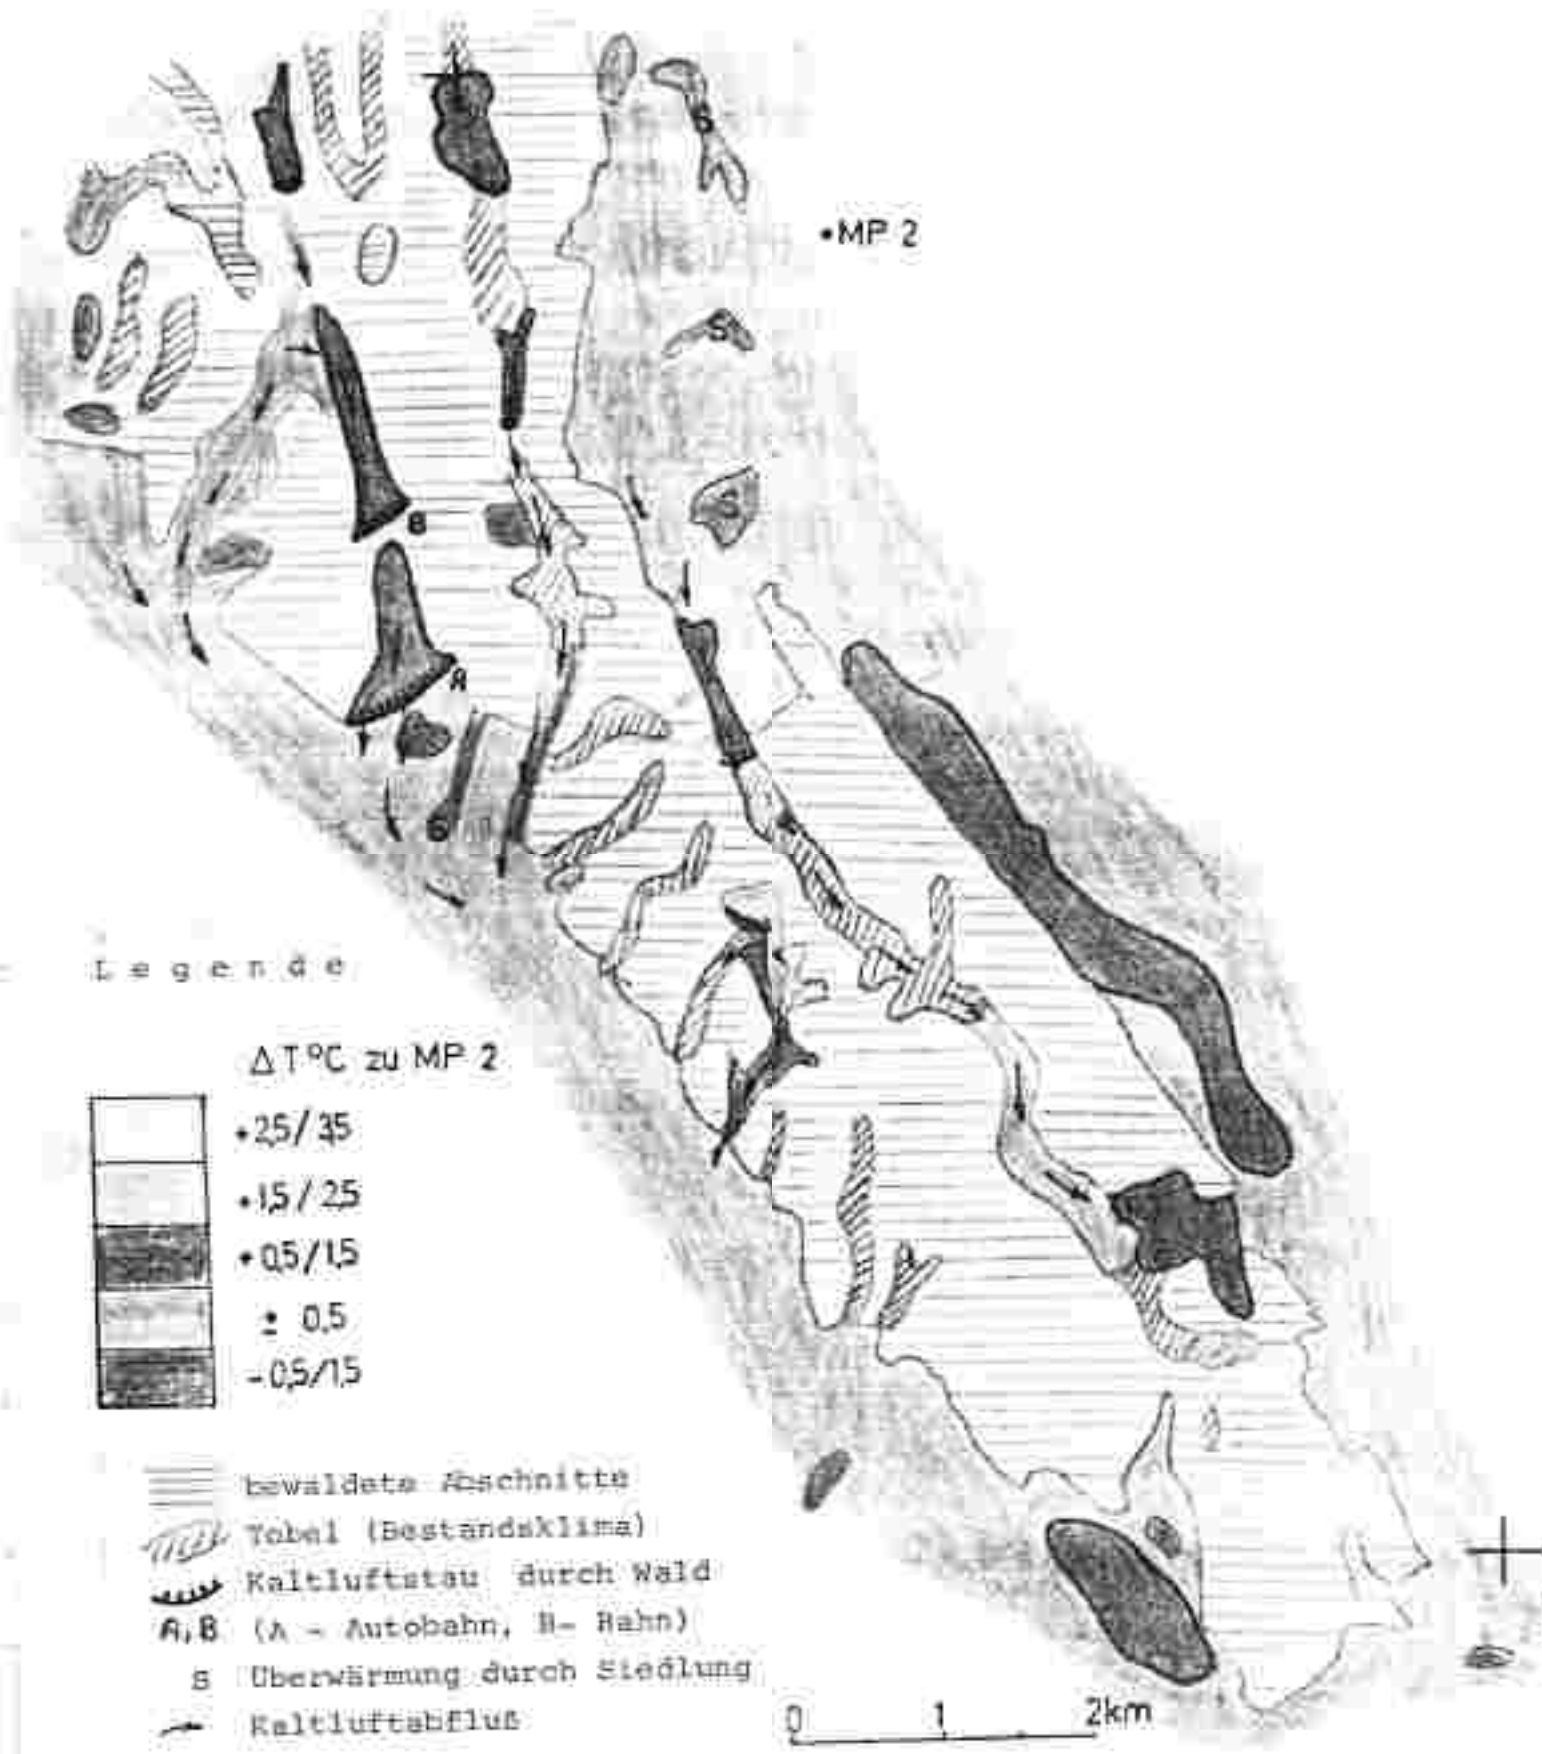 S
•MP 2
S
S
B
A
B
Legende
ΔT°C zu MP 2
+2,5/3,5
+1,5/2,5
+0,5/1,5
± 0,5
-0,5/1,5
bewaldete Abschnitte
Tobel (Bestandsklima)
Kaltluftstau durch Wald
A,B (A - Autobahn, B- Bahn)
S Überwärmung durch Siedlung
Kaltluftabfluß
0 1 2km